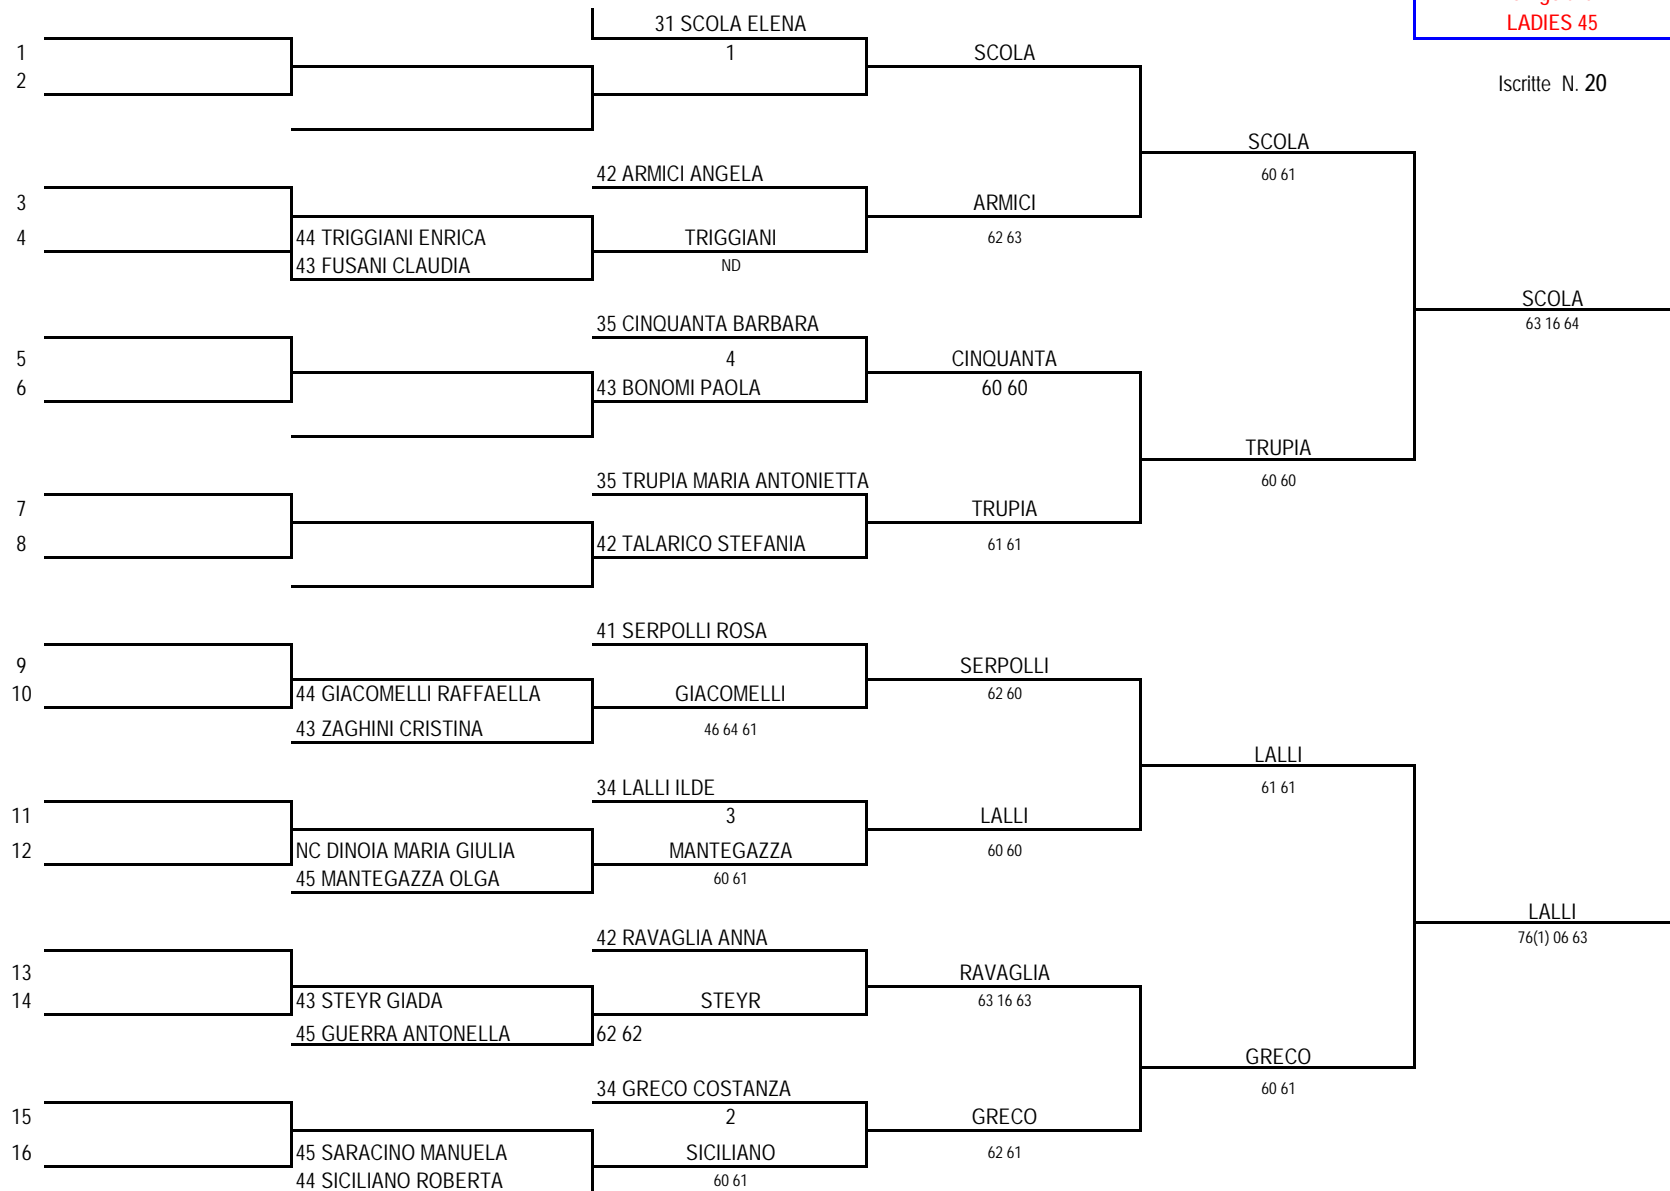 LADIES 45
Iscritte N. 20
31 SCOLA ELENA
1
1
SCOLA
2
SCOLA
60 61
42 ARMICI ANGELA
3
ARMICI
62 63
4
44 TRIGGIANI ENRICA
TRIGGIANI
43 FUSANI CLAUDIA
ND
SCOLA
63 16 64
35 CINQUANTA BARBARA
5
4
CINQUANTA
6
43 BONOMI PAOLA
60 60
TRUPIA
60 60
35 TRUPIA MARIA ANTONIETTA
7
TRUPIA
8
42 TALARICO STEFANIA
61 61
41 SERPOLLI ROSA
9
SERPOLLI
10
44 GIACOMELLI RAFFAELLA
GIACOMELLI
62 60
43 ZAGHINI CRISTINA
46 64 61
LALLI
61 61
34 LALLI ILDE
11
3
LALLI
12
NC DINOIA MARIA GIULIA
MANTEGAZZA
60 60
45 MANTEGAZZA OLGA
60 61
LALLI
76(1) 06 63
42 RAVAGLIA ANNA
13
RAVAGLIA
14
43 STEYR GIADA
STEYR
63 16 63
45 GUERRA ANTONELLA
62 62
GRECO
60 61
34 GRECO COSTANZA
15
2
GRECO
16
45 SARACINO MANUELA
SICILIANO
62 61
44 SICILIANO ROBERTA
60 61